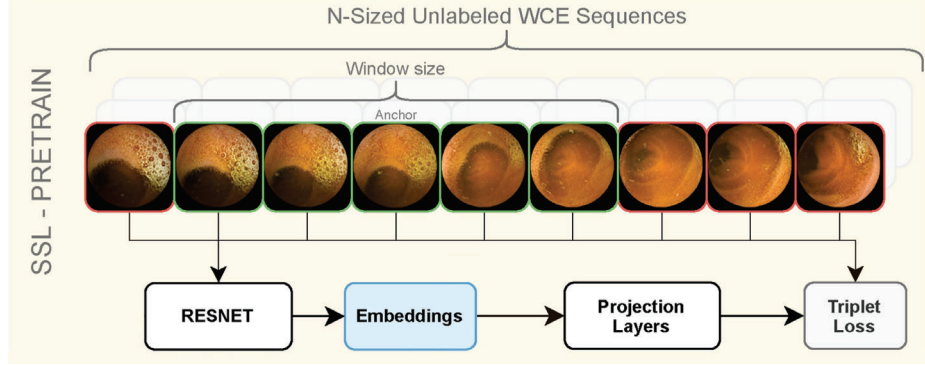 N-Sized Unlabeled WCE Sequences
SSL - PRETRAIN
Window size
Anchor
RESNET
Embeddings
Projection
Layers
Triplet
Loss